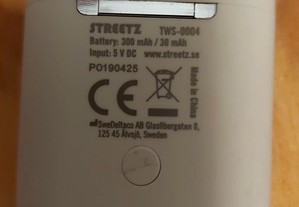 STREETZ TWS-0004
Battery: 300 mAh / 30 mAh
Input: 5 V DC www.streetz.se
PO190425
CE
Made in China
SweDeltaco AB Glasfibergatan 8,
125 45 Älvsjö, Sweden